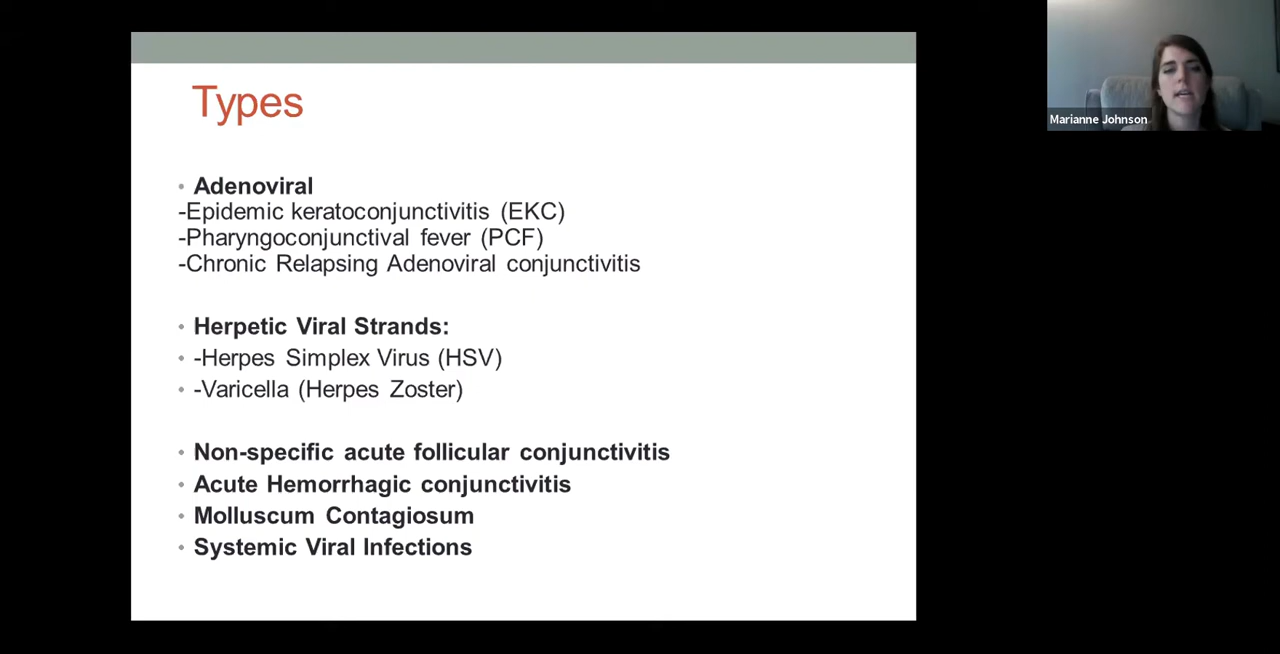 Types
• Adenoviral
-Epidemic keratoconjunctivitis (EKC)
-Pharyngoconjunctival fever (PCF)
-Chronic Relapsing Adenoviral conjunctivitis
• Herpetic Viral Strands:
• -Herpes Simplex Virus (HSV)
• -Varicella (Herpes Zoster)
• Non-specific acute follicular conjunctivitis
• Acute Hemorrhagic conjunctivitis
• Molluscum Contagiosum
• Systemic Viral Infections
Marianne Johnson